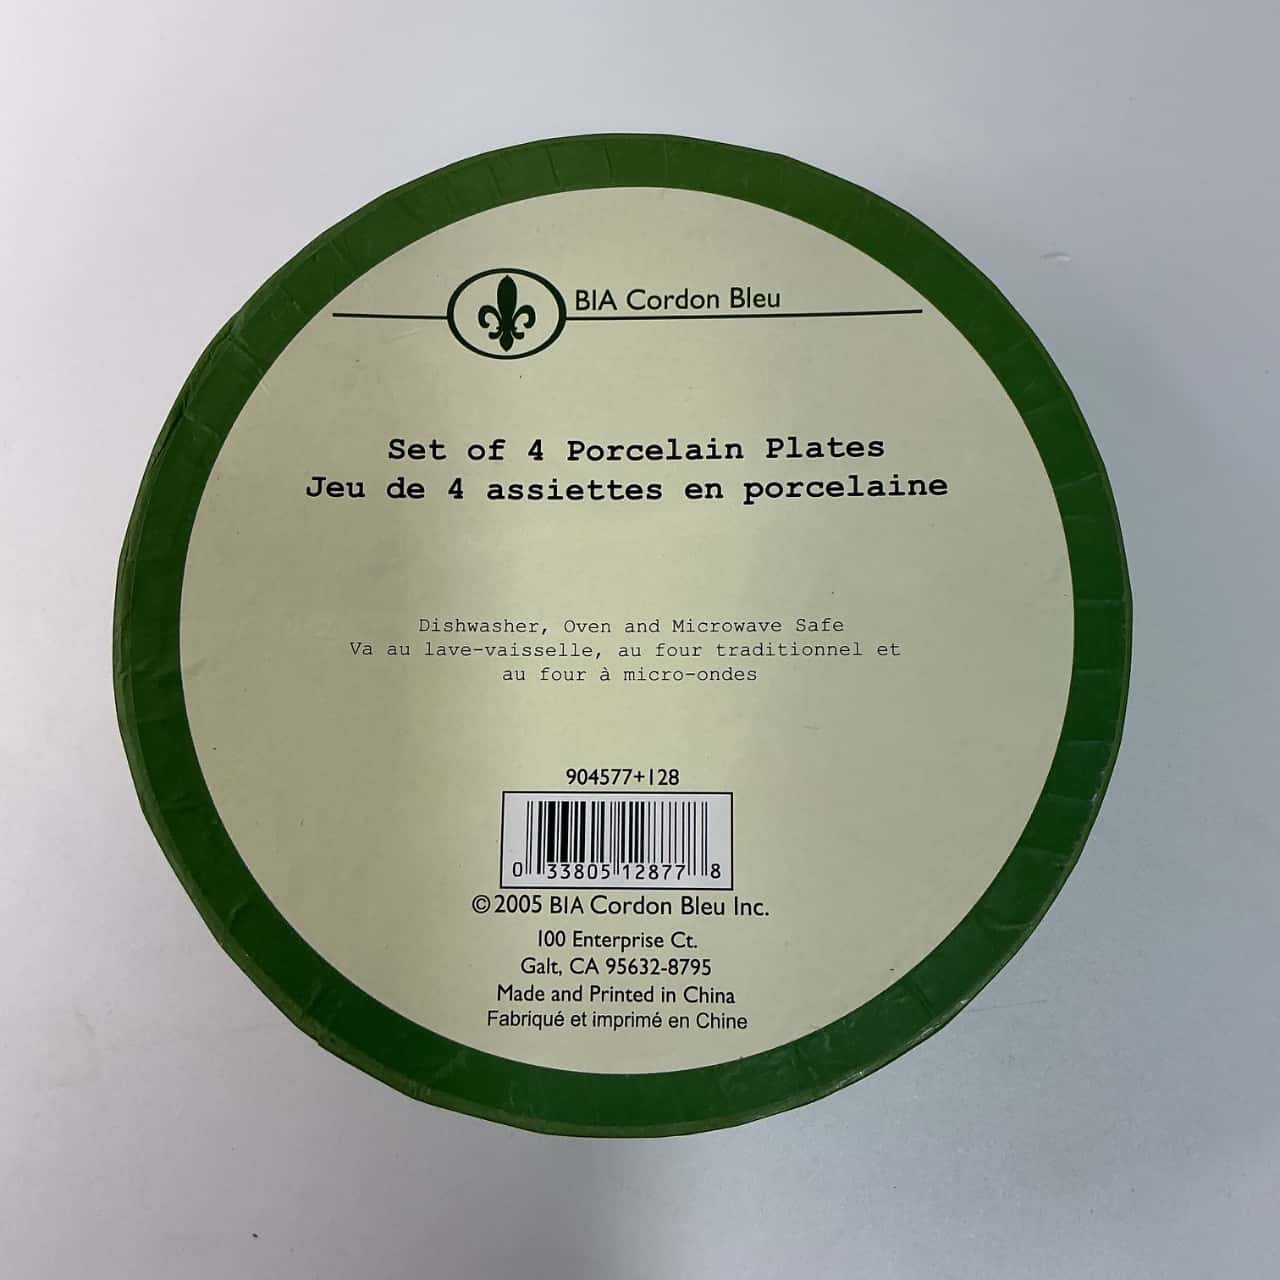 BIA Cordon Bleu
Set of 4 Porcelain Plates
Jeu de 4 assiettes en porcelaine
Dishwasher, Oven and Microwave Safe
Va au lave-vaisselle, au four traditionnel et
au four à micro-ondes
904577+128
0 33805 12877 8
©2005 BIA Cordon Bleu Inc.
100 Enterprise Ct.
Galt, CA 95632-8795
Made and Printed in China
Fabriqué et imprimé en Chine